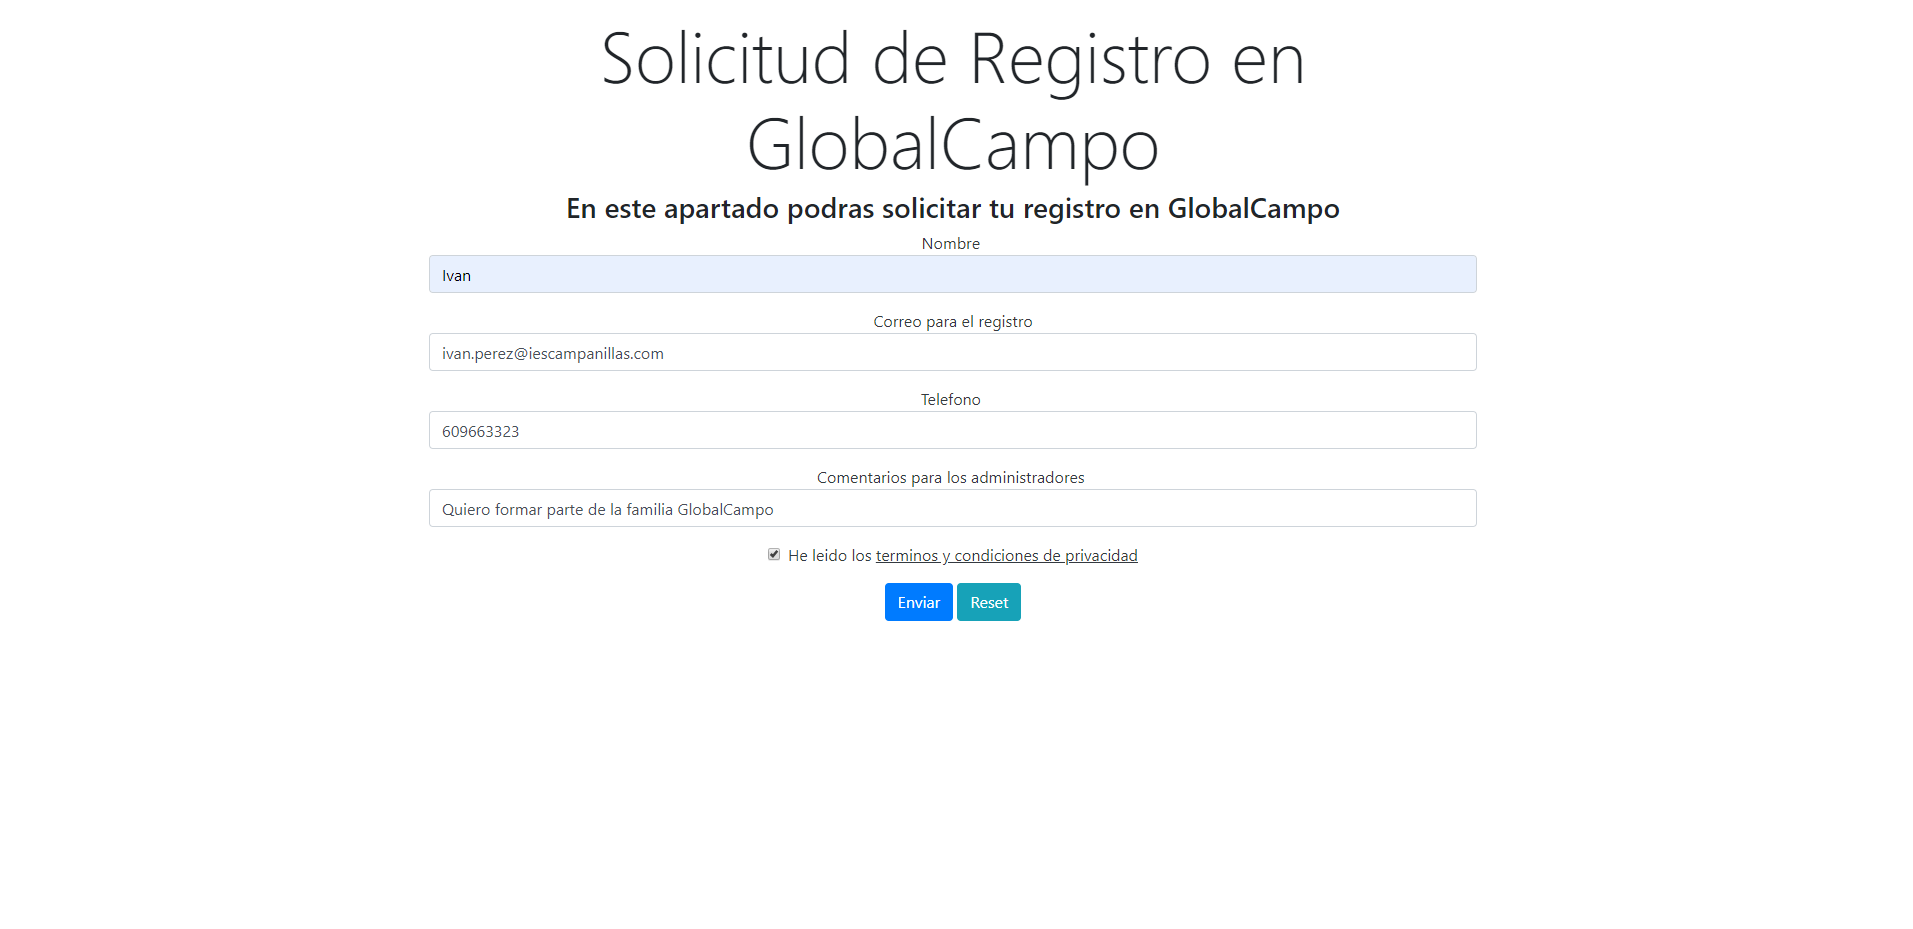 Solicitud de Registro en
GlobalCampo
En este apartado podras solicitar tu registro en GlobalCampo
Nombre
Ivan
Correo para el registro
ivan.perez@iescampanillas.com
Telefono
609663323
Comentarios para los administradores
Quiero formar parte de la familia GlobalCampo
He leido los terminos y condiciones de privacidad
Enviar Reset